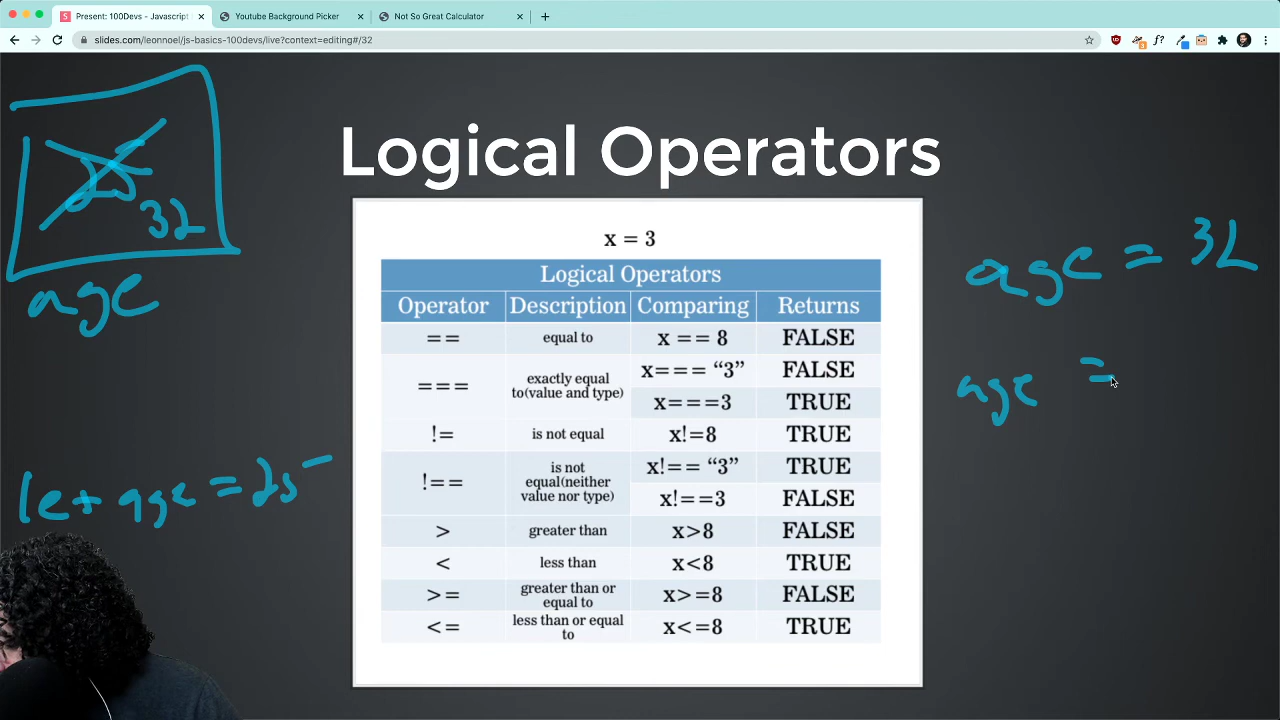 Present: 100Devs - Javascript
Youtube Background Picker
Not So Great Calculator
slides.com/leonnoel/js-basics-100devs/live?context=editing#/32
Logical Operators
x = 3
Logical Operators
Operator Description Comparing Returns
== equal to x == 8 FALSE
=== exactly equal to(value and type) x=== “3” FALSE
x===3 TRUE
!= is not equal x!=8 TRUE
!== is not equal(neither value nor type) x!== “3” TRUE
x!==3 FALSE
> greater than x>8 FALSE
< less than x<8 TRUE
>= greater than or equal to x>=8 FALSE
<= less than or equal to x<=8 TRUE
25
32
age
let age = 25
age = 32
age =